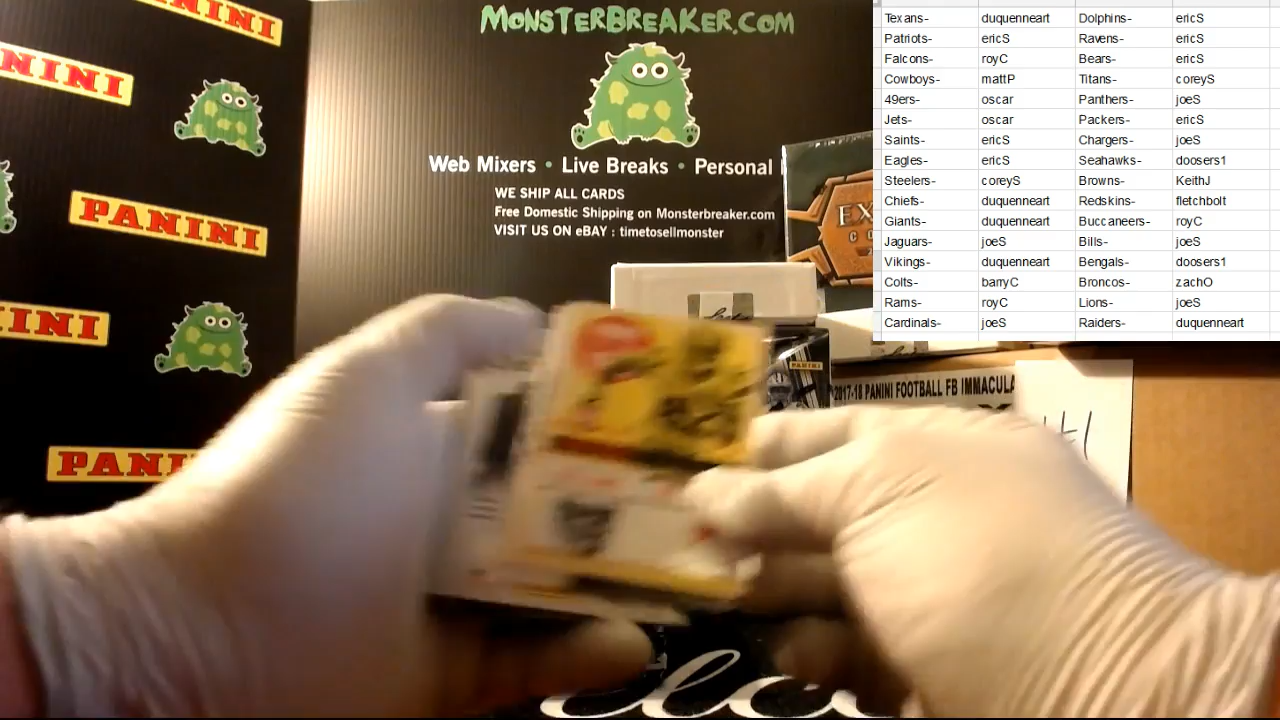 MONSTERBREAKER.COM
Web Mixers • Live Breaks • Personal
WE SHIP ALL CARDS
Free Domestic Shipping on Monsterbreaker.com
VISIT US ON eBAY : timetosellmonster
PANINI
PANINI
2017-18 PANINI FOOTBALL FB IMMACULA
Texans- duquenneart Dolphins- ericS
Patriots- ericS Ravens- ericS
Falcons- royC Bears- ericS
Cowboys- mattP Titans- coreyS
49ers- oscar Panthers- joeS
Jets- oscar Packers- ericS
Saints- ericS Chargers- joeS
Eagles- ericS Seahawks- doosers1
Steelers- coreyS Browns- KeithJ
Chiefs- duquenneart Redskins- fletchbolt
Giants- duquenneart Buccaneers- royC
Jaguars- joeS Bills- joeS
Vikings- duquenneart Bengals- doosers1
Colts- barryC Broncos- zachO
Rams- royC Lions- joeS
Cardinals- joeS Raiders- duquenneart